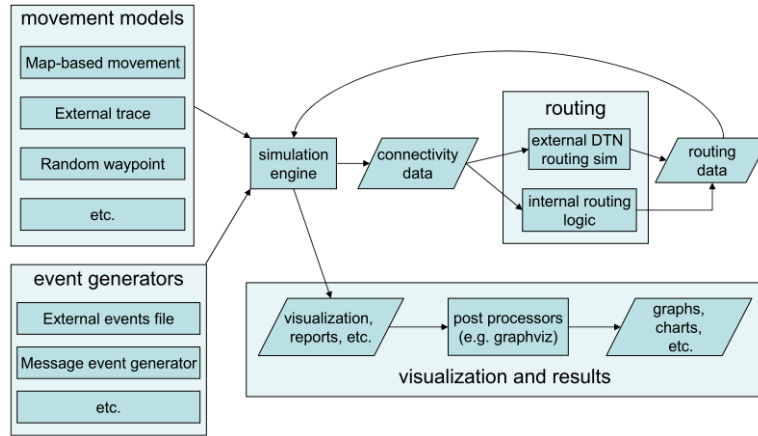 movement models
Map-based movement
External trace
Random waypoint
etc.
event generators
External events file
Message event generator
etc.
simulation
engine
connectivity
data
routing
external DTN
routing sim
internal routing
logic
routing
data
visualization,
reports, etc.
post processors
(e.g. graphviz)
graphs,
charts,
etc.
visualization and results